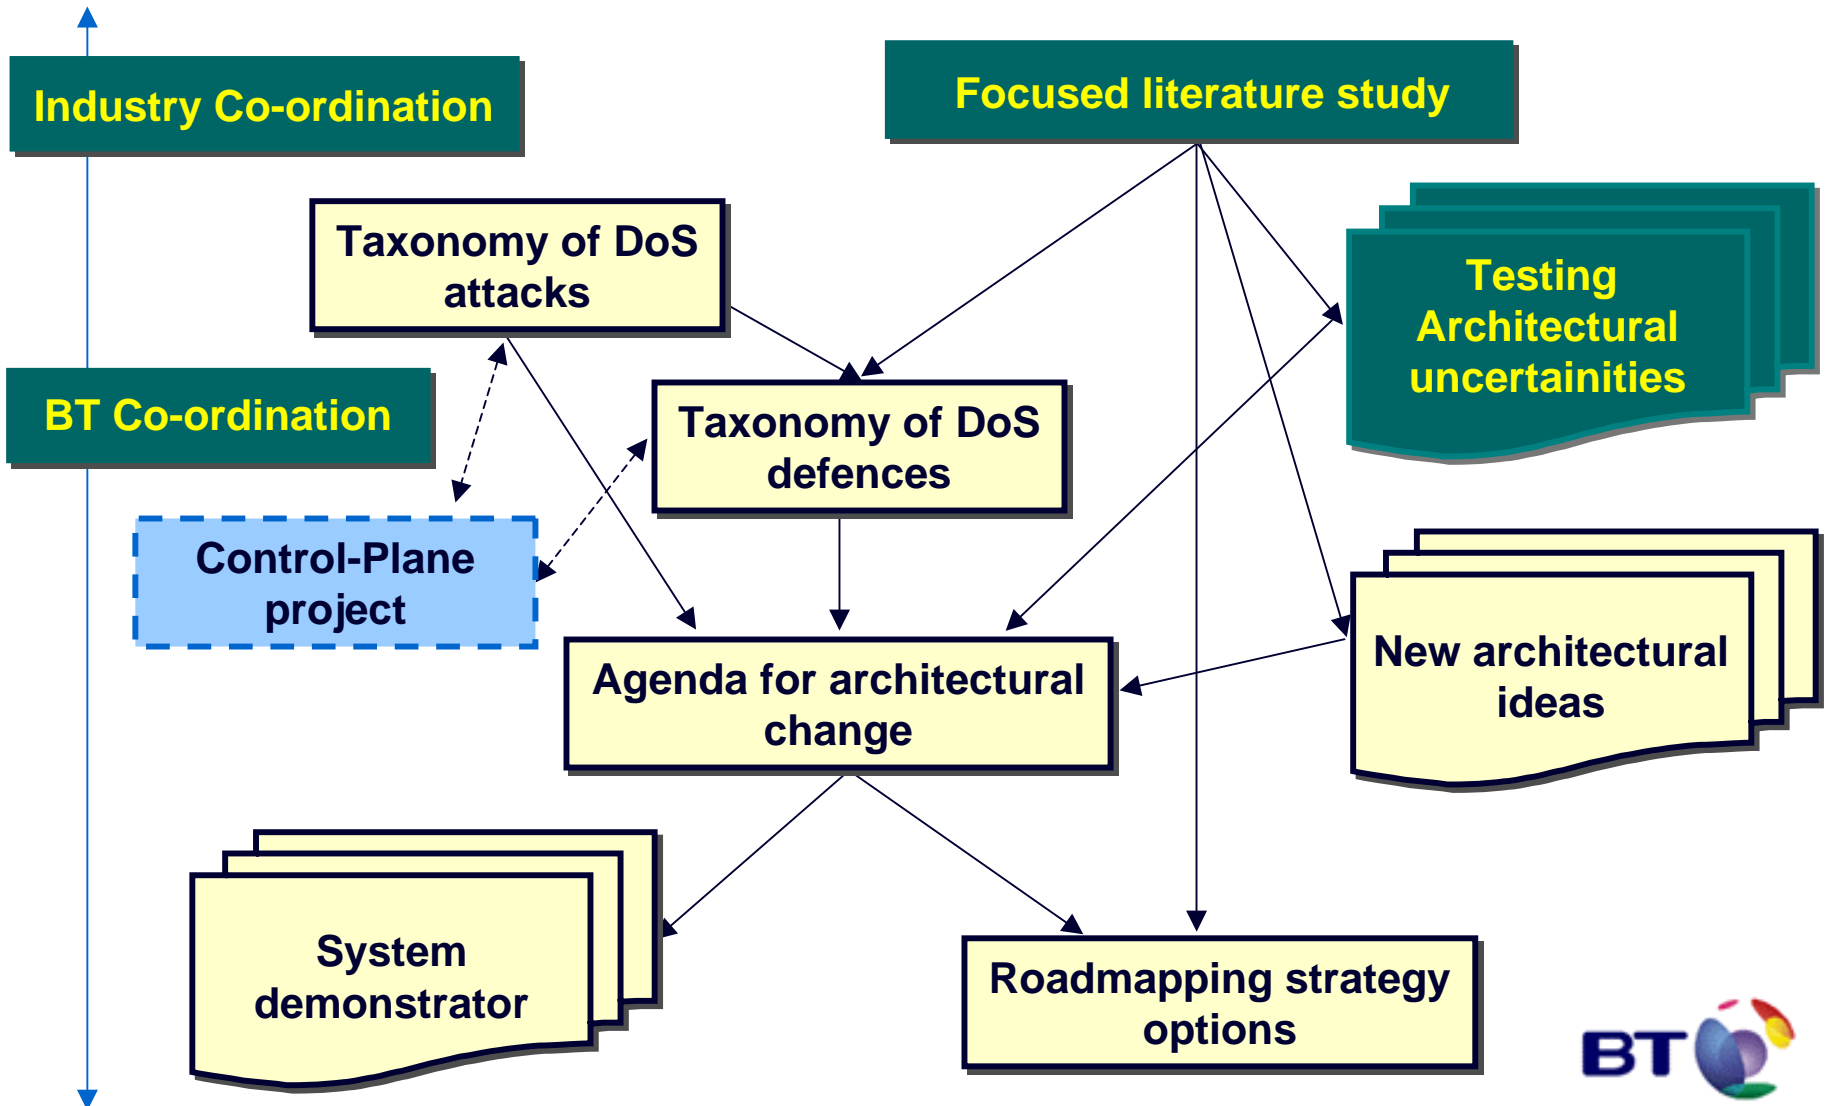 Industry Co-ordination
Focused literature study
Taxonomy of DoS
attacks
Testing
Architectural
uncertainities
BT Co-ordination
Taxonomy of DoS
defences
Control-Plane
project
Agenda for architectural
change
New architectural
ideas
System
demonstrator
Roadmapping strategy
options
BT